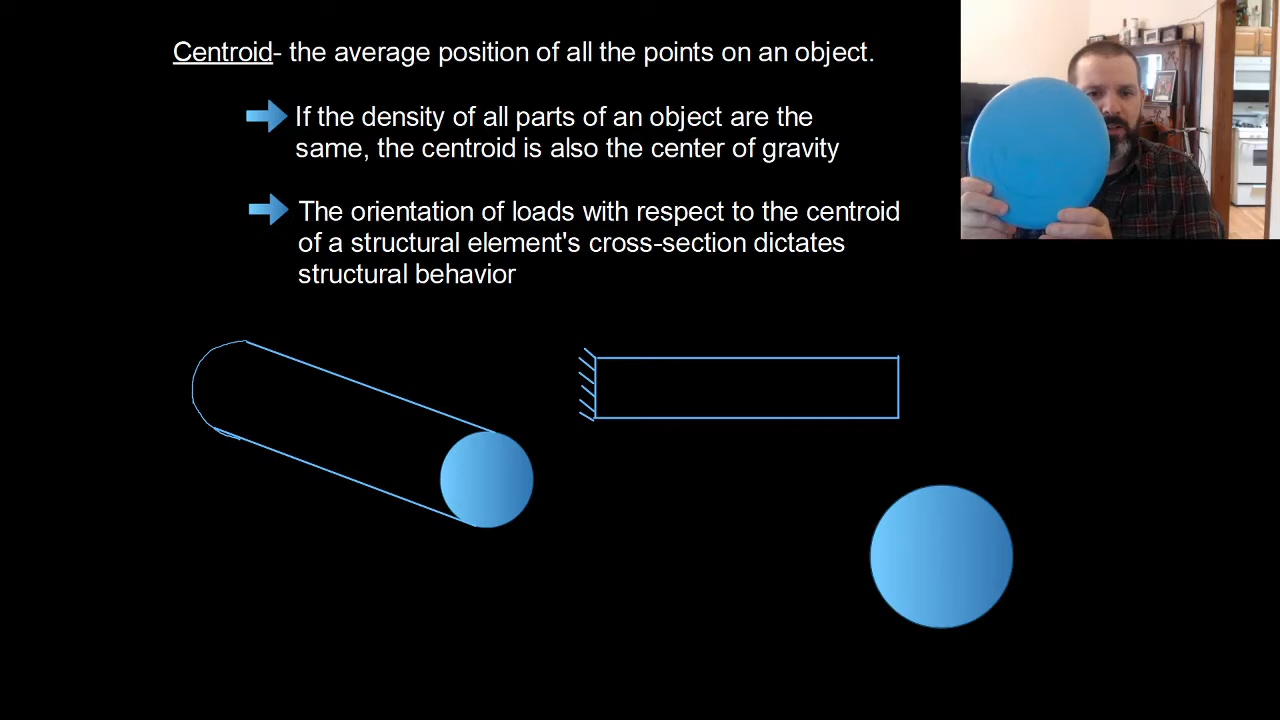 Centroid- the average position of all the points on an object.
If the density of all parts of an object are the
same, the centroid is also the center of gravity
The orientation of loads with respect to the centroid
of a structural element's cross-section dictates
structural behavior